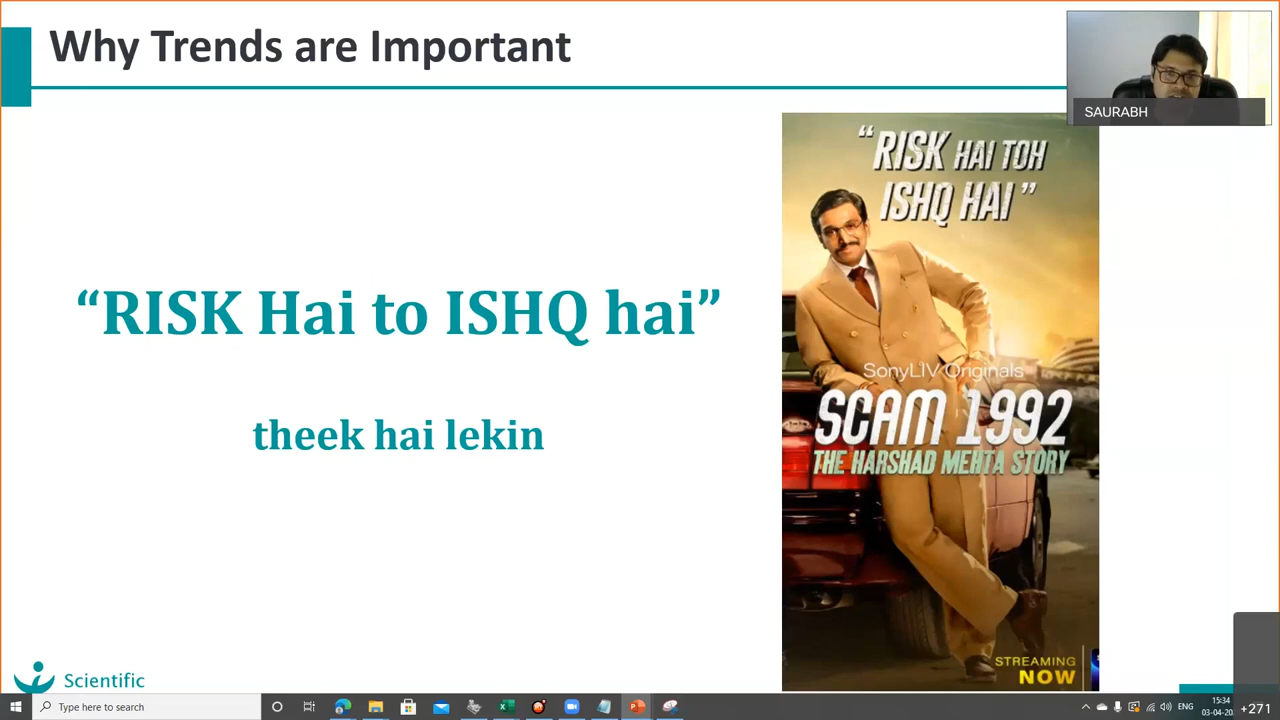 Why Trends are Important
SAURABH
“RISK HAI TOH
ISHQ HAI”
“RISK Hai to ISHQ hai”
theek hai lekin
SonyLIV Originals
SCAM 1992
THE HARSHAD MEHTA STORY
STREAMING
NOW
Scientific
Type here to search
ENG
15:34
03-04-20
+271